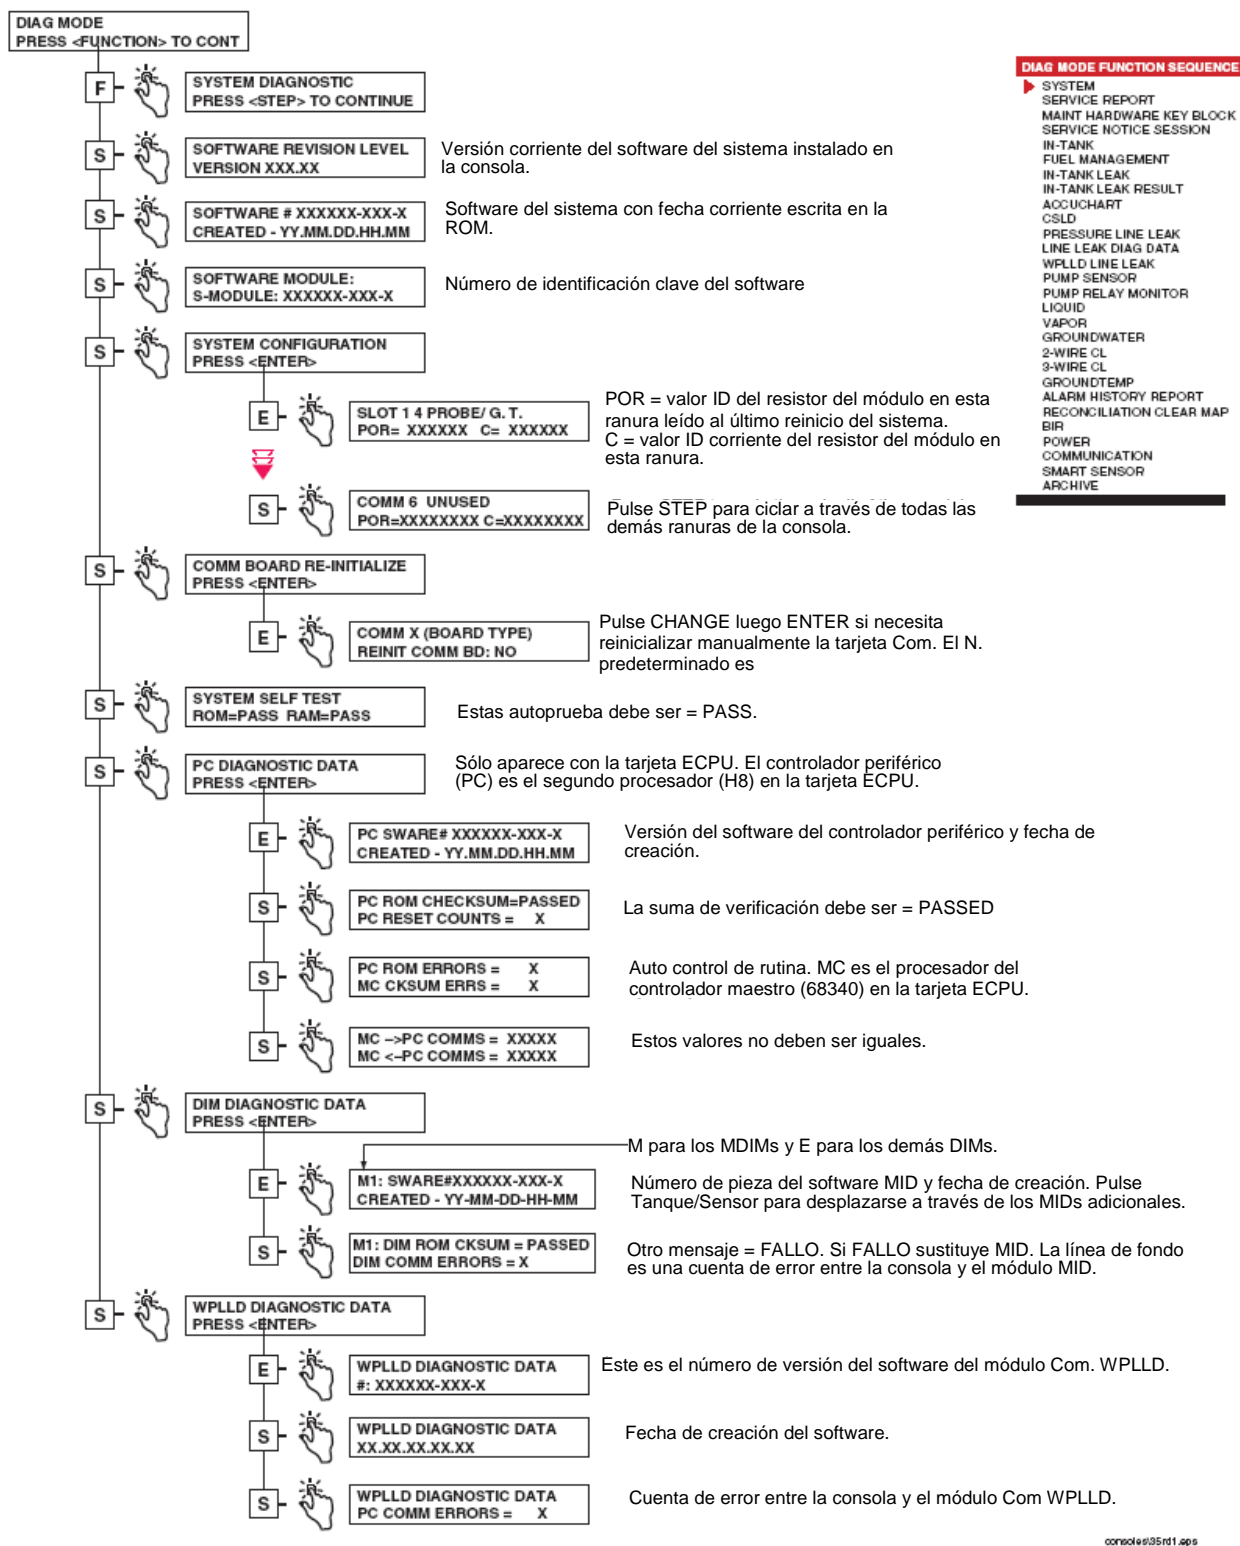 DIAG MODE
PRESS <FUNCTION> TO CONT
F
SYSTEM DIAGNOSTIC
PRESS <STEP> TO CONTINUE
S
SOFTWARE REVISION LEVEL
VERSION XXX.XX
Versión corriente del software del sistema instalado en
la consola.
S
SOFTWARE # XXXXXX-XXX-X
CREATED - YY.MM.DD.HH.MM
Software del sistema con fecha corriente escrita en la
ROM.
S
SOFTWARE MODULE:
S-MODULE: XXXXXX-XXX-X
Número de identificación clave del software
S
SYSTEM CONFIGURATION
PRESS <ENTER>
E
SLOT 1 4 PROBE/ G. T.
POR= XXXXXX C= XXXXXX
POR = valor ID del resistor del módulo en esta
ranura leído al último reinicio del sistema.
C = valor ID corriente del resistor del módulo en
esta ranura.
S
COMM 6 UNUSED
POR=XXXXXXXX C=XXXXXXXX
Pulse STEP para ciclar a través de todas las
demás ranuras de la consola.
S
COMM BOARD RE-INITIALIZE
PRESS <ENTER>
E
COMM X (BOARD TYPE)
REINIT COMM BD: NO
Pulse CHANGE luego ENTER si necesita
reinicializar manualmente la tarjeta Com. El N.
predeterminado es
S
SYSTEM SELF TEST
ROM=PASS RAM=PASS
Estas autoprueba debe ser = PASS.
S
PC DIAGNOSTIC DATA
PRESS <ENTER>
Sólo aparece con la tarjeta ECPU. El controlador periférico
(PC) es el segundo procesador (H8) en la tarjeta ECPU.
E
PC SWARE# XXXXXX-XXX-X
CREATED - YY.MM.DD.HH.MM
Versión del software del controlador periférico y fecha de
creación.
S
PC ROM CHECKSUM=PASSED
PC RESET COUNTS = X
La suma de verificación debe ser = PASSED
S
PC ROM ERRORS = X
MC CKSUM ERRS = X
Auto control de rutina. MC es el procesador del
controlador maestro (68340) en la tarjeta ECPU.
S
MC –>PC COMMS = XXXXX
MC <–PC COMMS = XXXXX
Estos valores no deben ser iguales.
S
DIM DIAGNOSTIC DATA
PRESS <ENTER>
M para los MDIMs y E para los demás DIMs.
E
M1: SWARE#XXXXXX-XXX-X
CREATED - YY-MM-DD-HH-MM
Número de pieza del software MID y fecha de creación. Pulse
Tanque/Sensor para desplazarse a través de los MIDs adicionales.
S
M1: DIM ROM CKSUM = PASSED
DIM COMM ERRORS = X
Otro mensaje = FALLO. Si FALLO sustituye MID. La línea de fondo
es una cuenta de error entre la consola y el módulo MID.
S
WPLLD DIAGNOSTIC DATA
PRESS <ENTER>
E
WPLLD DIAGNOSTIC DATA
#: XXXXXX-XXX-X
Este es el número de versión del software del módulo Com. WPLLD.
S
WPLLD DIAGNOSTIC DATA
XX.XX.XX.XX.XX
Fecha de creación del software.
S
WPLLD DIAGNOSTIC DATA
PC COMM ERRORS = X
Cuenta de error entre la consola y el módulo Com WPLLD.
DIAG MODE FUNCTION SEQUENCE
SYSTEM
SERVICE REPORT
MAINT HARDWARE KEY BLOCK
SERVICE NOTICE SESSION
IN-TANK
FUEL MANAGEMENT
IN-TANK LEAK
IN-TANK LEAK RESULT
ACCUCHART
CSLD
PRESSURE LINE LEAK
LINE LEAK DIAG DATA
WPLLD LINE LEAK
PUMP SENSOR
PUMP RELAY MONITOR
LIQUID
VAPOR
GROUNDWATER
2-WIRE CL
3-WIRE CL
GROUNDTEMP
ALARM HISTORY REPORT
RECONCILIATION CLEAR MAP
BIR
POWER
COMMUNICATION
SMART SENSOR
ARCHIVE
consoles\35rd1.eps